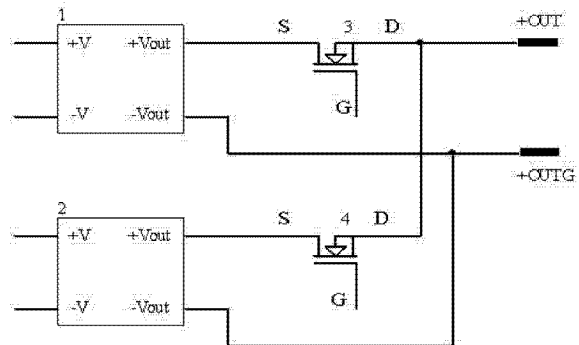 1
S 3 D
+OUT
+V +Vout
G
-V -Vout
+OUTG
2
S 4 D
+V +Vout
G
-V -Vout